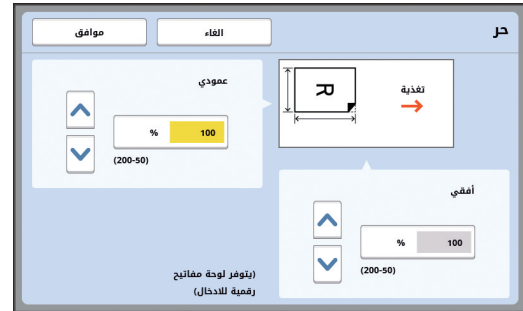 حر
الغاء
موافق
تغذية
R
عمودي
100 %
(200-50)
أفقي
100 %
(200-50)
(يتوفر لوحة مفاتيح
رقمية للادخال)